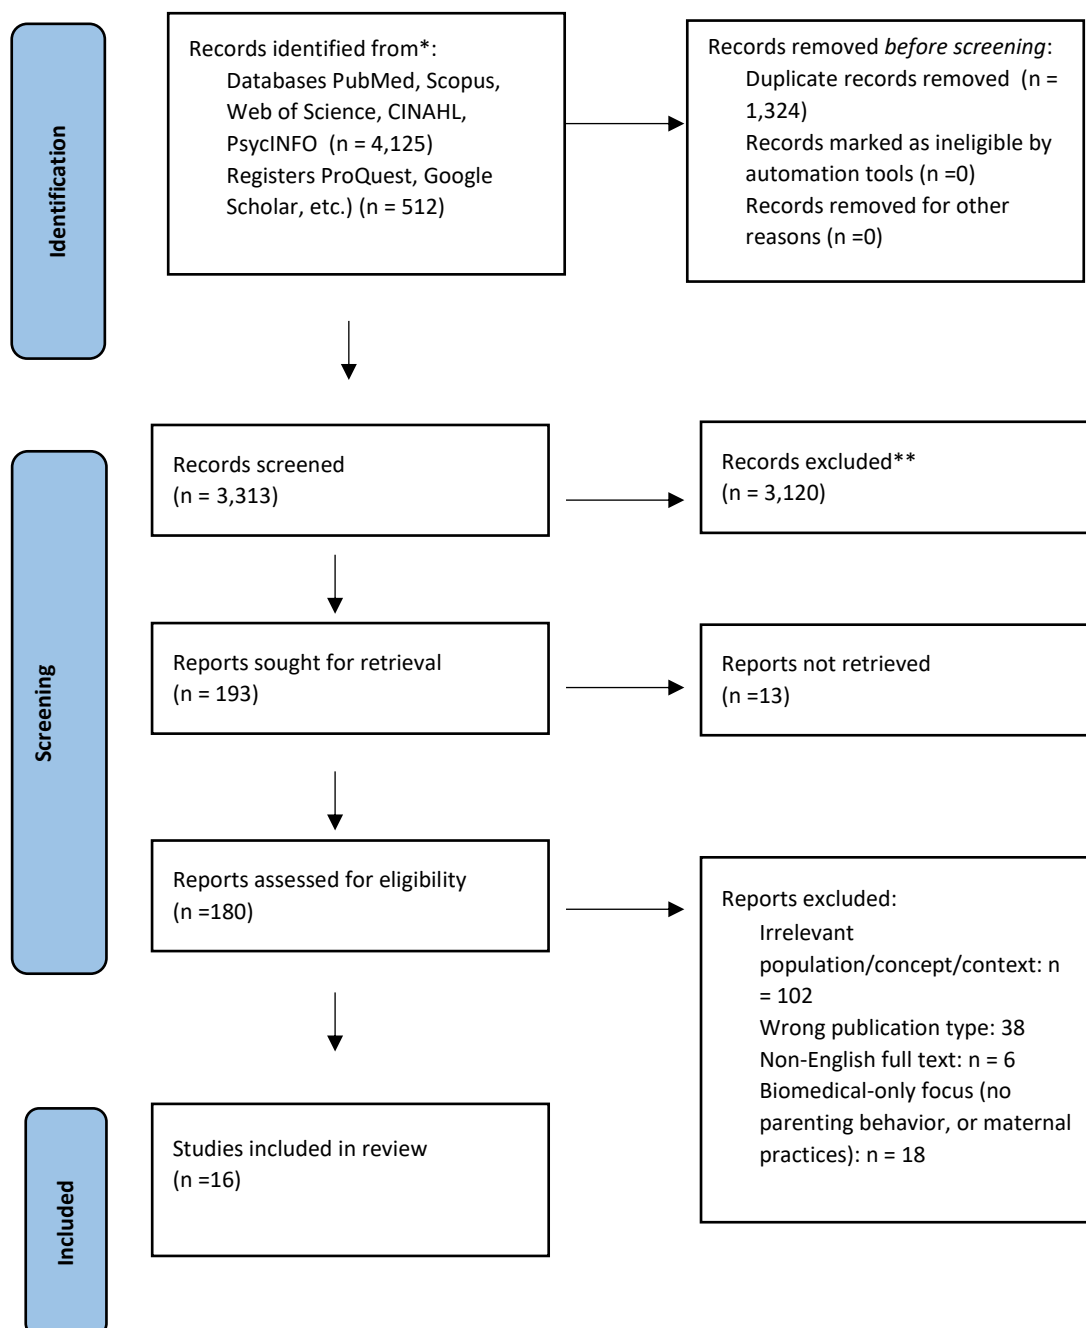 Identification
Records identified from*:
Databases PubMed, Scopus,
Web of Science, CINAHL,
PsycINFO (n = 4,125)
Registers ProQuest, Google
Scholar, etc.) (n = 512)
Records removed before screening:
Duplicate records removed (n =
1,324)
Records marked as ineligible by
automation tools (n =0)
Records removed for other
reasons (n =0)
Screening
Records screened
(n = 3,313)
Records excluded**
(n = 3,120)
Reports sought for retrieval
(n = 193)
Reports not retrieved
(n =13)
Reports assessed for eligibility
(n =180)
Reports excluded:
Irrelevant
population/concept/context: n
= 102
Wrong publication type: 38
Non-English full text: n = 6
Biomedical-only focus (no
parenting behavior, or maternal
practices): n = 18
Included
Studies included in review
(n =16)